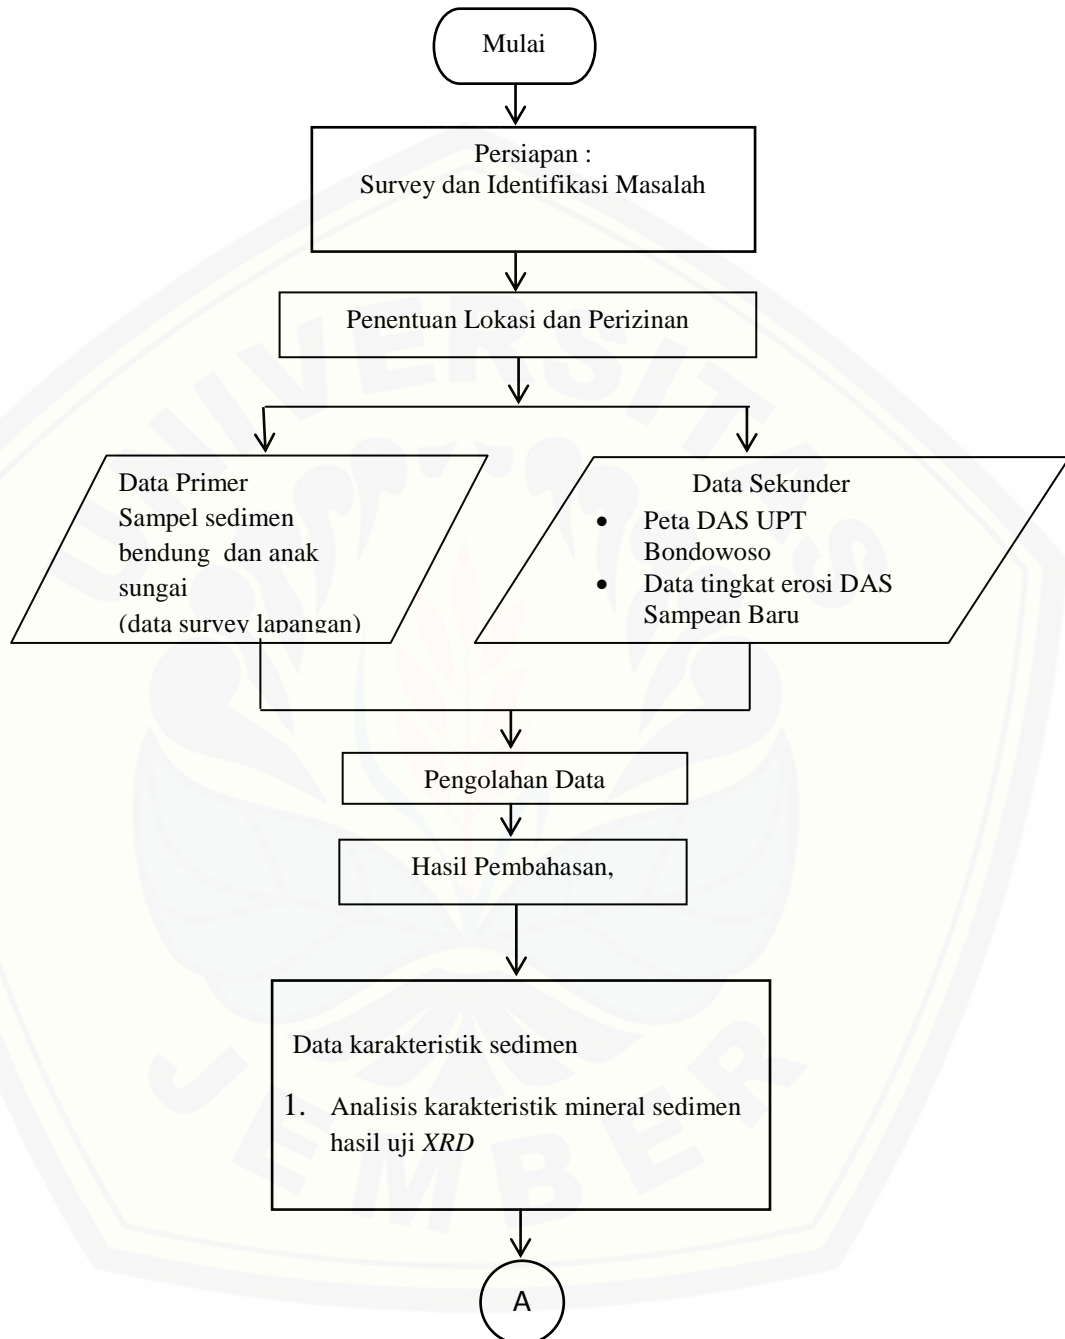 Mulai
Persiapan :
Survey dan Identifikasi Masalah
Penentuan Lokasi dan Perizinan
Data Primer
Sampel sedimen
bendung dan anak
sungai
(data survey lapangan)
Data Sekunder
• Peta DAS UPT
Bondowoso
• Data tingkat erosi DAS
Sampean Baru
Pengolahan Data
Hasil Pembahasan,
Data karakteristik sedimen
1. Analisis karakteristik mineral sedimen
hasil uji XRD
A
UNIVERSITAS
JEMBER